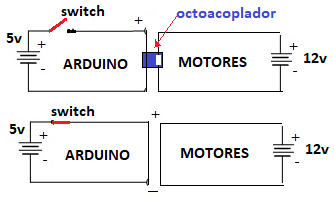 switch
octoacoplador
5v
+
+
+
+
ARDUINO
MOTORES
12v
-
-
switch
+
5v
+
+
ARDUINO
MOTORES
12v
-
-
—